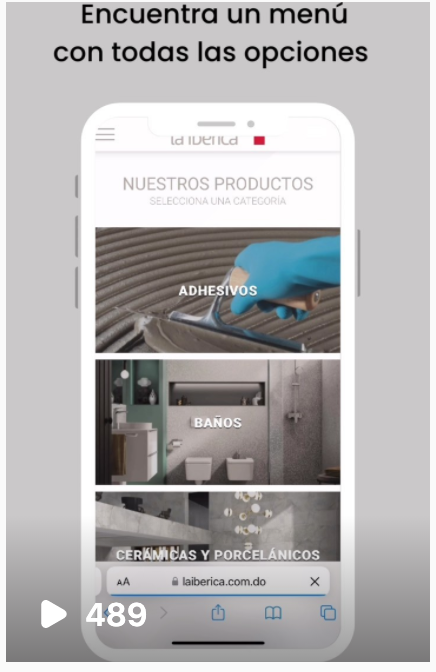 Encuentra un menú
con todas las opciones
la iberica
NUESTROS PRODUCTOS
SELECCIONA UNA CATEGORÍA
ADHESIVOS
BAÑOS
CERÁMICAS Y PORCELÁNICOS
AA
laiberica.com.do
489